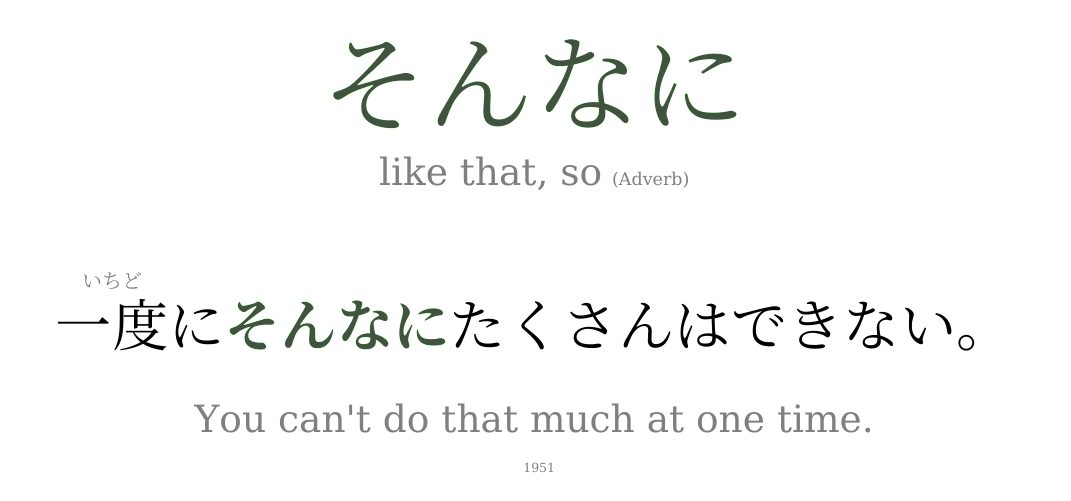 そんなに
like that, so (Adverb)
いちど
一度にそんなにたくさんはできない。
You can't do that much at one time.
1951